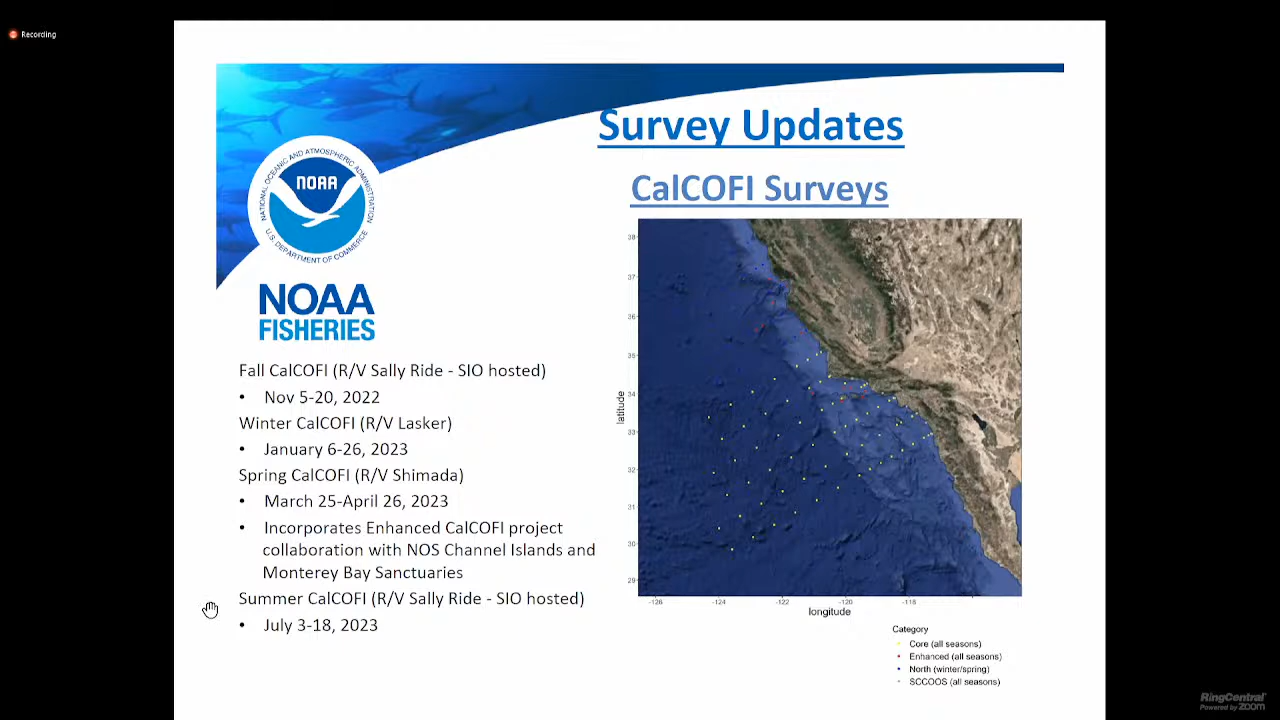 Recording
Survey Updates
CalCOFI Surveys
NATIONAL OCEANIC AND ATMOSPHERIC ADMINISTRATION
NOAA
U.S. DEPARTMENT OF COMMERCE
NOAA
FISHERIES
Fall CalCOFI (R/V Sally Ride - SIO hosted)
• Nov 5-20, 2022
Winter CalCOFI (R/V Lasker)
• January 6-26, 2023
Spring CalCOFI (R/V Shimada)
• March 25-April 26, 2023
• Incorporates Enhanced CalCOFI project
collaboration with NOS Channel Islands and
Monterey Bay Sanctuaries
Summer CalCOFI (R/V Sally Ride - SIO hosted)
• July 3-18, 2023
38
37
36
35
34
33
32
31
30
29
latitude
-126 -124 -122 -120 -118
longitude
Category
Core (all seasons)
Enhanced (all seasons)
North (winter/spring)
SCCOOS (all seasons)
RingCentral
Powered by zoom